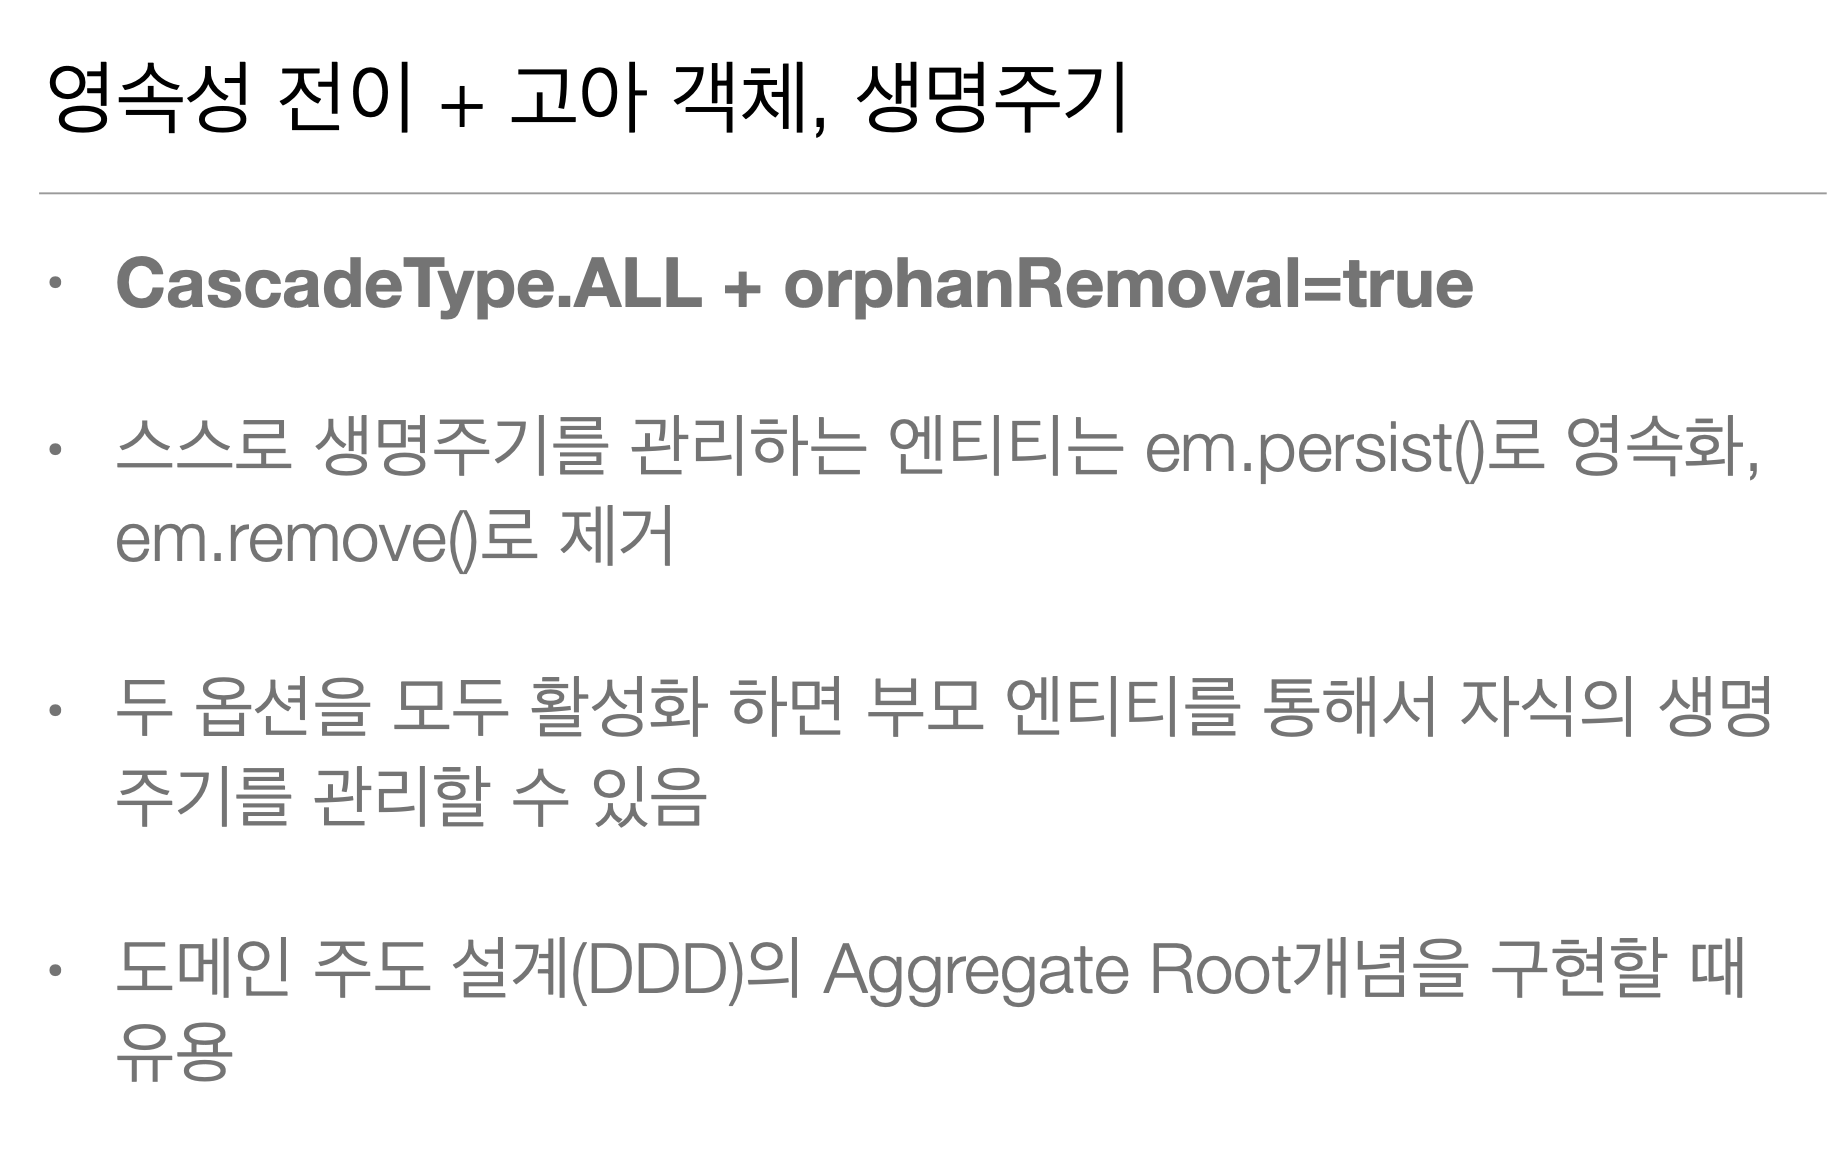 영속성 전이 + 고아 객체, 생명주기
• CascadeType.ALL + orphanRemoval=true
• 스스로 생명주기를 관리하는 엔티티는 em.persist()로 영속화,
em.remove()로 제거
• 두 옵션을 모두 활성화 하면 부모 엔티티를 통해서 자식의 생명
주기를 관리할 수 있음
• 도메인 주도 설계(DDD)의 Aggregate Root개념을 구현할 때
유용